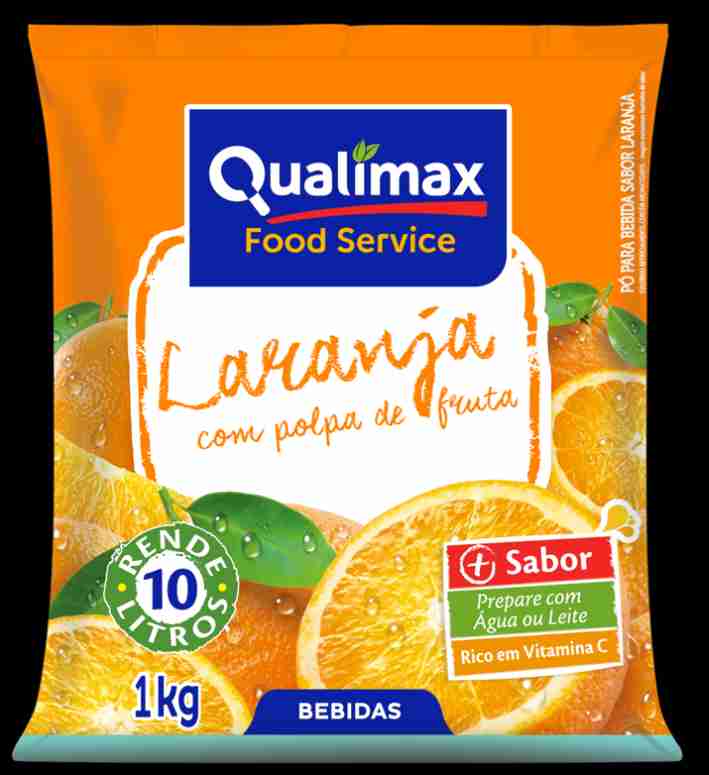 Qualimax
Food Service
Laranja
com polpa de fruta
PÓ PARA BEBIDA SABOR LARANJA
RENDE
10
LITROS
+ Sabor
Prepare com
Água ou Leite
Rico em Vitamina C
1kg
BEBIDAS